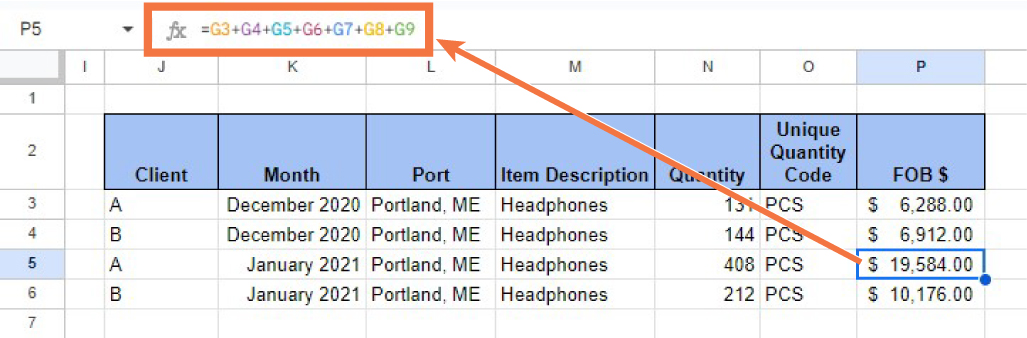 P5 fx =G3+G4+G5+G6+G7+G8+G9
I J K L M N O P
1
2 Client Month Port Item Description Quantity Unique Quantity Code FOB $
3 A December 2020 Portland, ME Headphones 131 PCS $ 6,288.00
4 B December 2020 Portland, ME Headphones 144 PCS $ 6,912.00
5 A January 2021 Portland, ME Headphones 408 PCS $ 19,584.00
6 B January 2021 Portland, ME Headphones 212 PCS $ 10,176.00
7